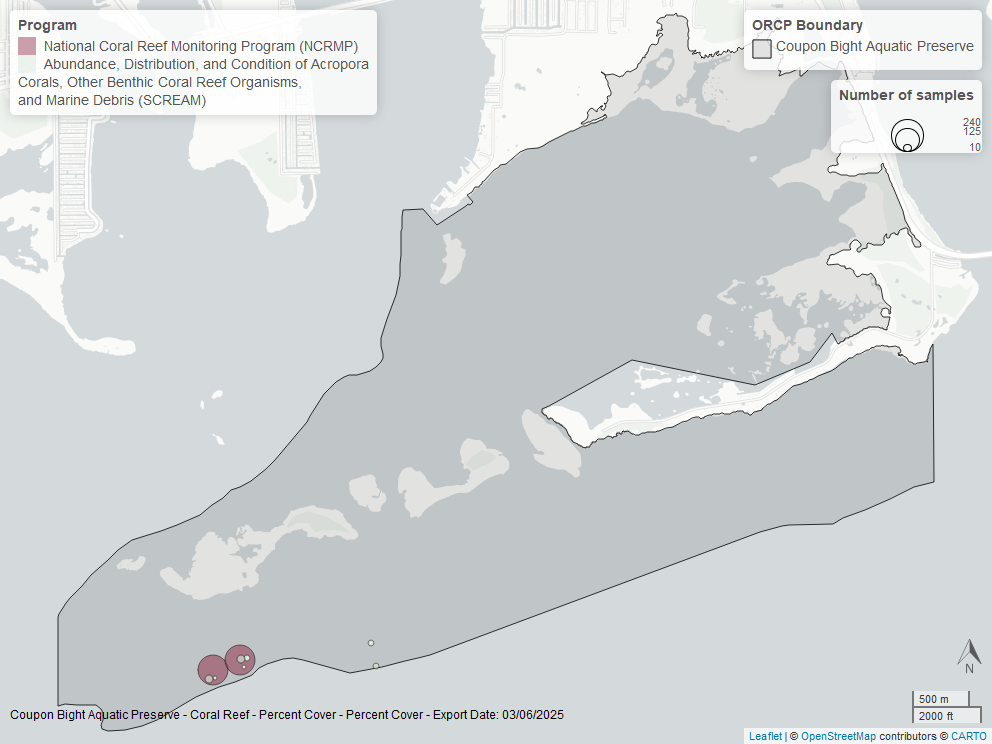 Program
National Coral Reef Monitoring Program (NCRMP)
Abundance, Distribution, and Condition of Acropora
Corals, Other Benthic Coral Reef Organisms,
and Marine Debris (SCREAM)
ORCP Boundary
Coupon Bight Aquatic Preserve
Number of samples
240
125
10
N
500 m
2000 ft
Coupon Bight Aquatic Preserve - Coral Reef - Percent Cover - Percent Cover - Export Date: 03/06/2025
Leaflet | © OpenStreetMap contributors © CARTO